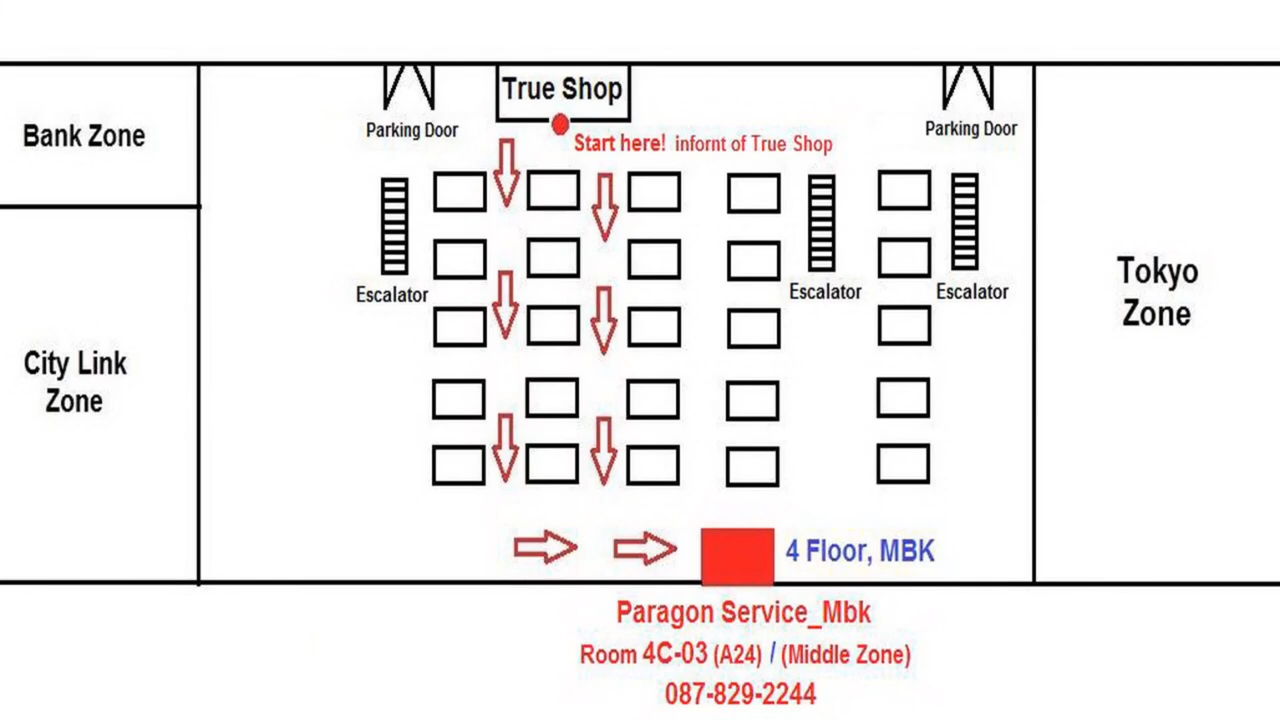 True Shop
Bank Zone
Parking Door
Parking Door
Start here! infornt of True Shop
Escalator
Escalator
Escalator
Tokyo
Zone
City Link
Zone
4 Floor, MBK
Paragon Service_Mbk
Room 4C-03 (A24) / (Middle Zone)
087-829-2244